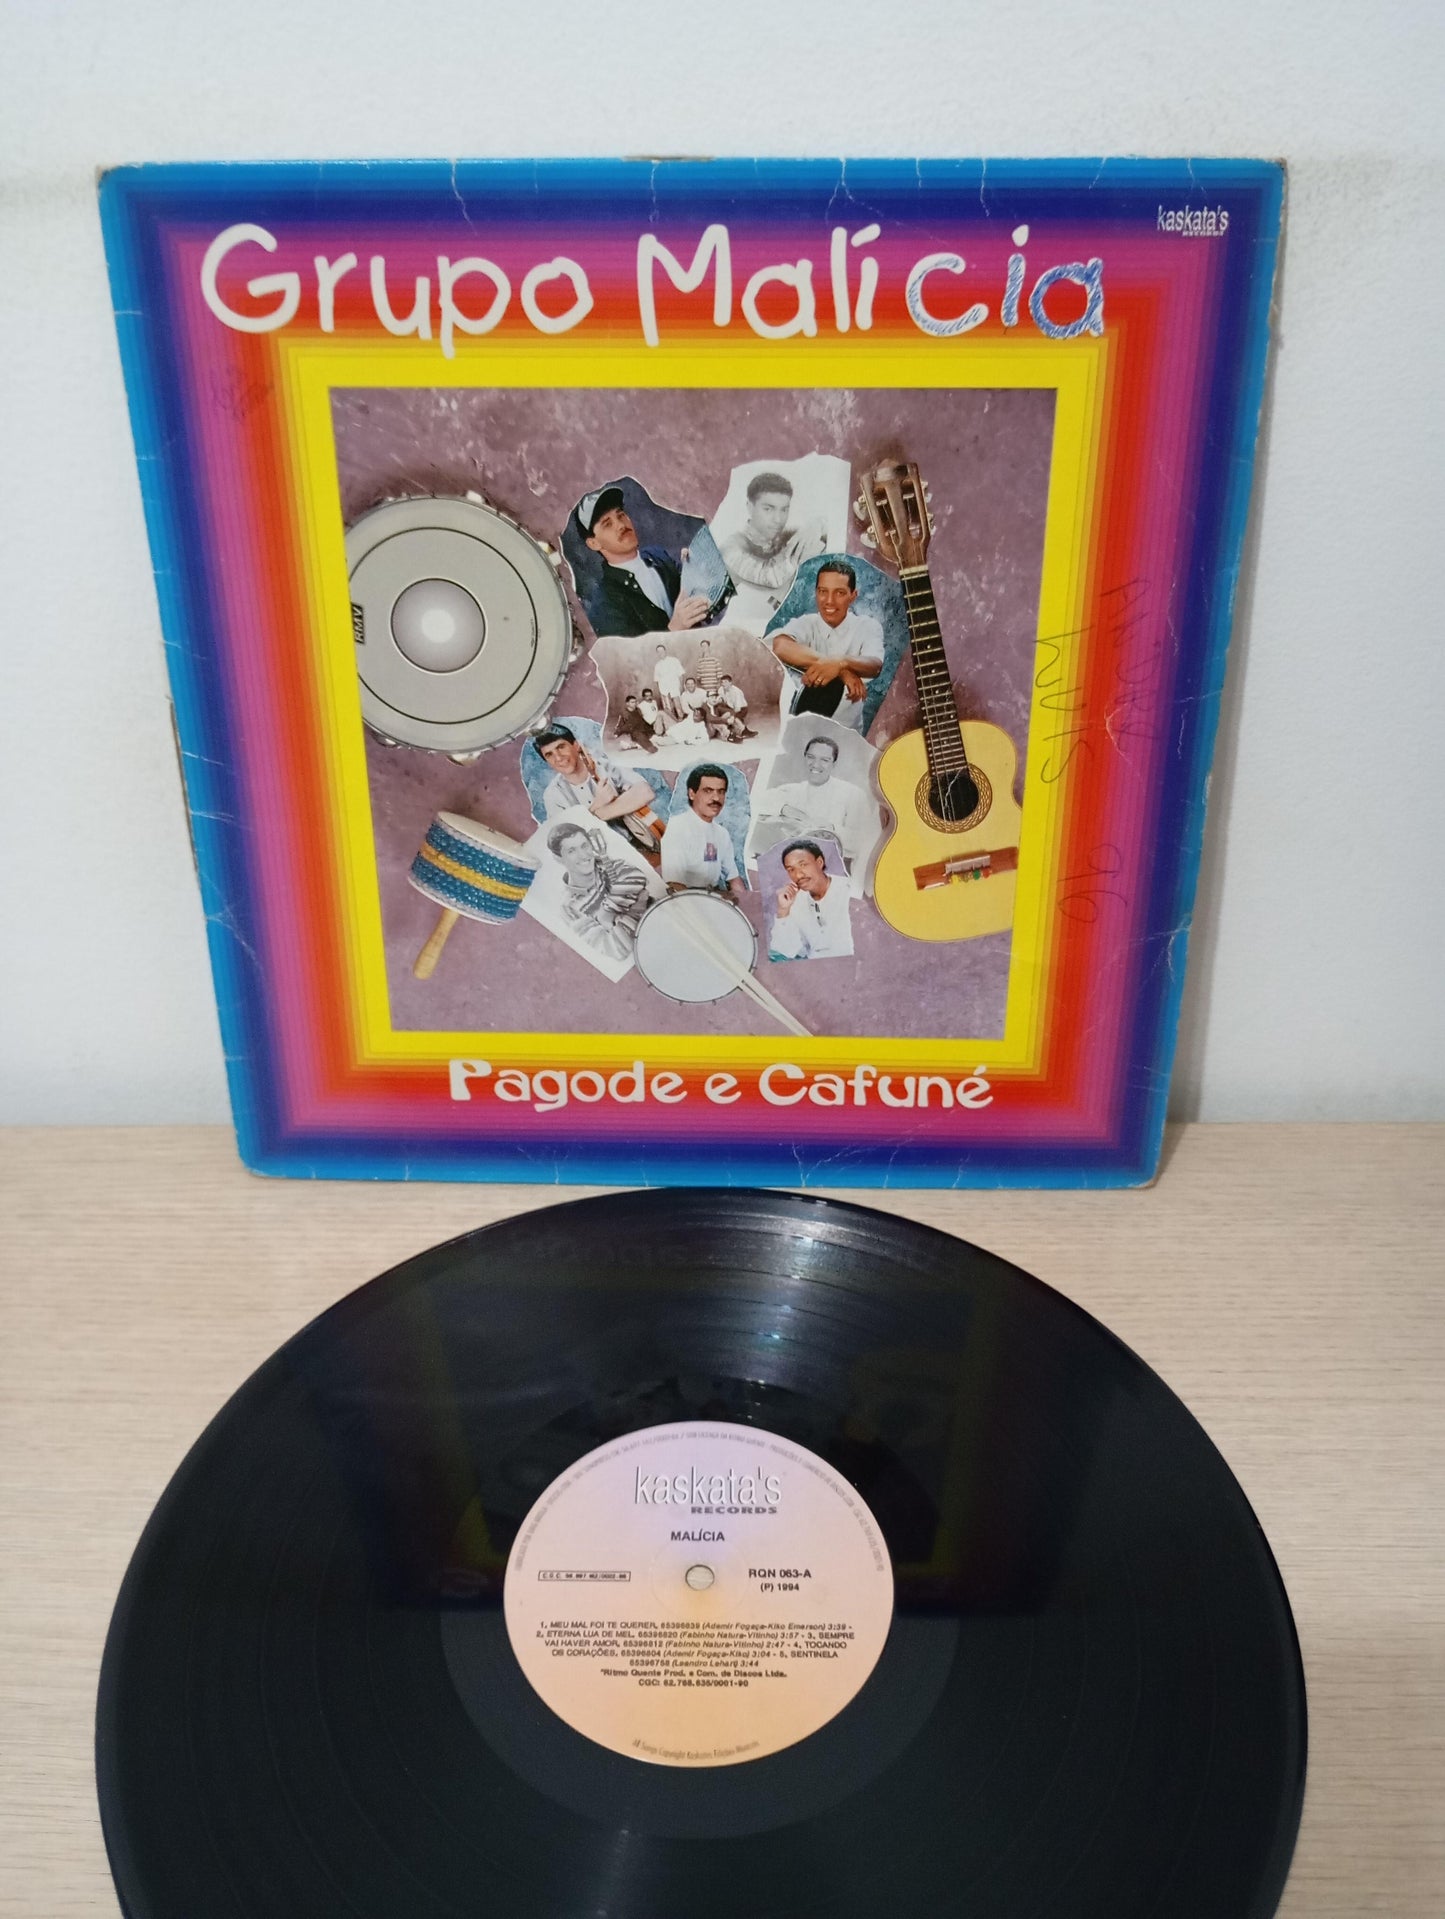 kaskata's
RECORDS
Grupo Malícia
RMV
Pagode e Cafuné
kaskata's
RECORDS
MALÍCIA
RQN 063-A
(P) 1994
1. MEU MAL FOI TE QUERER, 65396839 (Ademir Fogaça-Kiko Emerson) 3:39 -
2. ETERNA LUA DE MEL, 65396820 (Fabinho Natura-Vitinho) 3:57 - 3. SEMPRE
VAI HAVER AMOR, 65396812 (Fabinho Natura-Vitinho) 2:47 - 4. TOCANDO
OS CORAÇÕES, 65396804 (Ademir Fogaça-Kiko) 3:04 - 5. SENTINELA
65396758 (Leandro Lehart) 3:44
"Ritmo Quente Prod. e Com. de Discos Ltda.
CGC: 62.768.635/0001-90